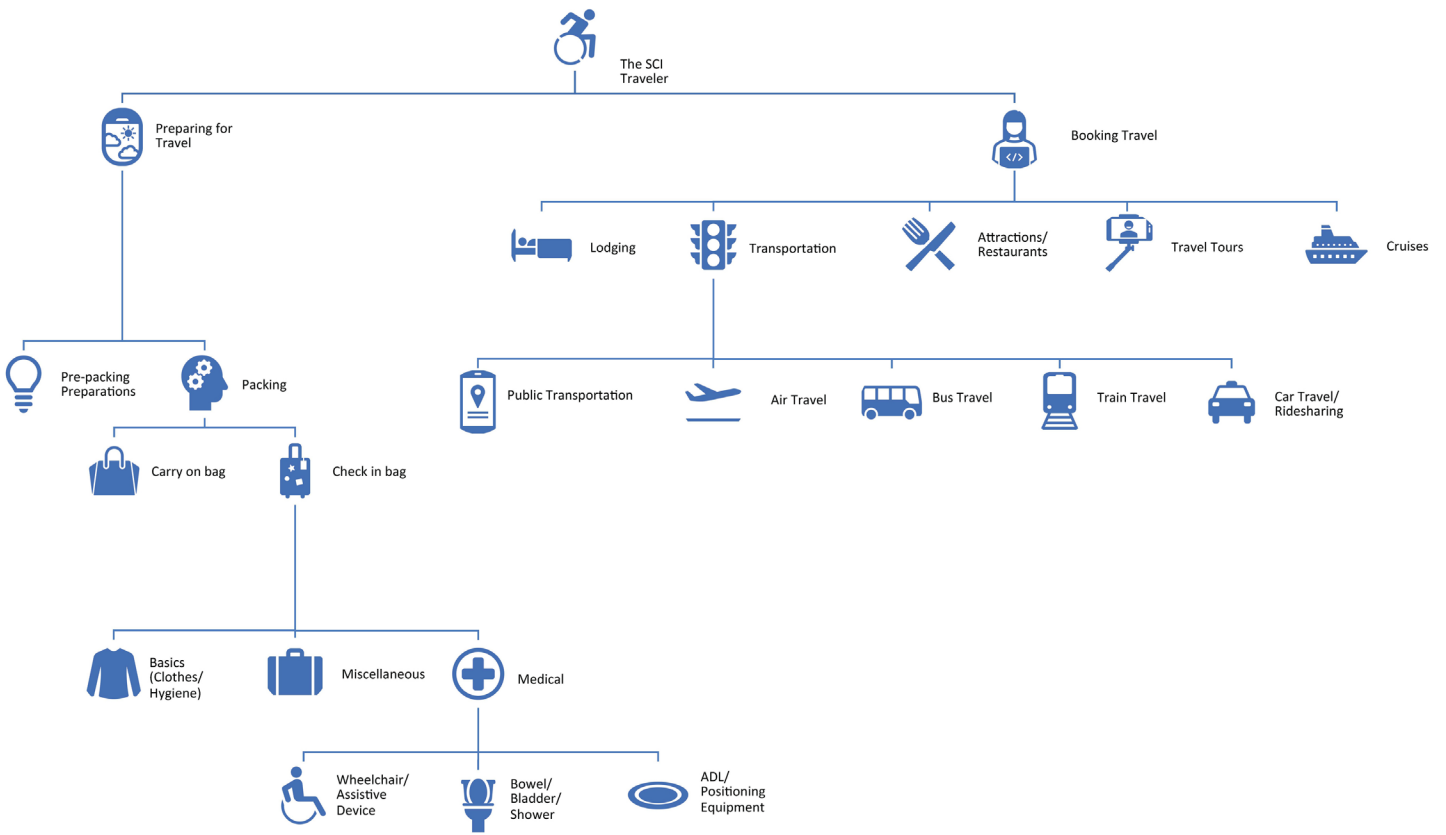 The SCI
Traveler
Preparing for
Travel
Booking Travel
</>
Lodging
Transportation
Attractions/
Restaurants
Travel Tours
Cruises
Pre-packing
Preparations
Packing
Public Transportation
Air Travel
Bus Travel
Train Travel
Car Travel/
Ridesharing
Carry on bag
Check in bag
Basics
(Clothes/
Hygiene)
Miscellaneous
Medical
Wheelchair/
Assistive
Device
Bowel/
Bladder/
Shower
ADL/
Positioning
Equipment